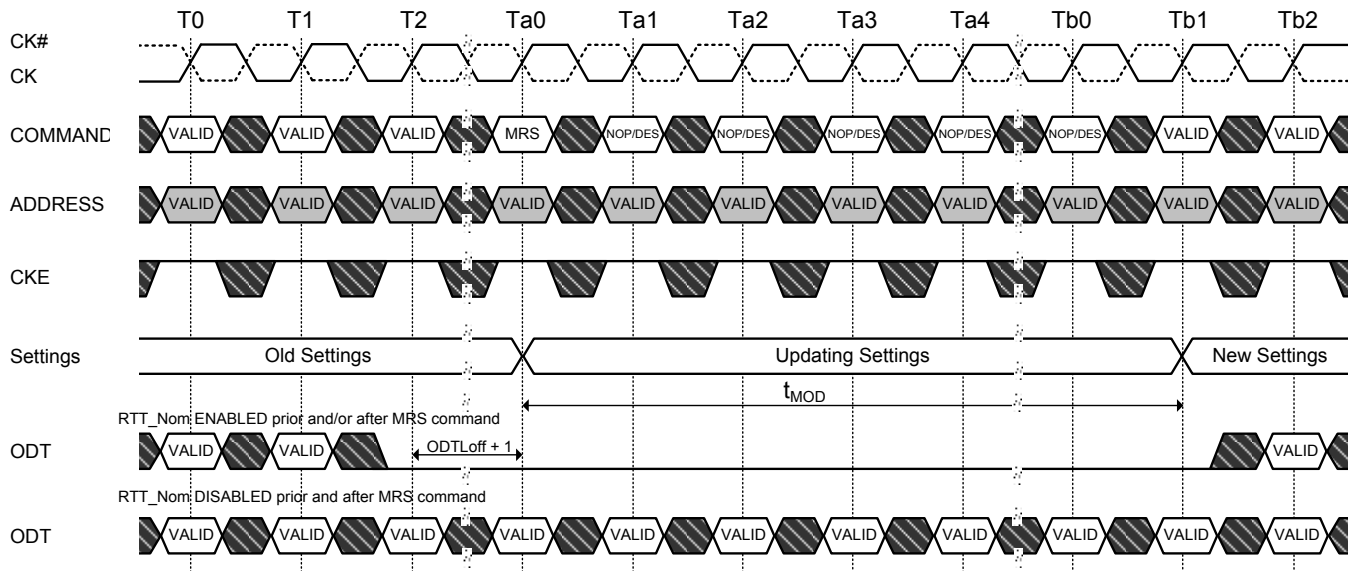 T0 T1 T2 Ta0 Ta1 Ta2 Ta3 Ta4 Tb0 Tb1 Tb2
CK#
CK
COMMAND VALID VALID VALID MRS NOP/DES NOP/DES NOP/DES NOP/DES NOP/DES VALID VALID
ADDRESS VALID VALID VALID VALID VALID VALID VALID VALID VALID VALID VALID
CKE
Settings Old Settings Updating Settings New Settings
tMOD
RTT_Nom ENABLED prior and/or after MRS command
ODT VALID VALID ODTLoff + 1 VALID
RTT_Nom DISABLED prior and after MRS command
ODT VALID VALID VALID VALID VALID VALID VALID VALID VALID VALID VALID